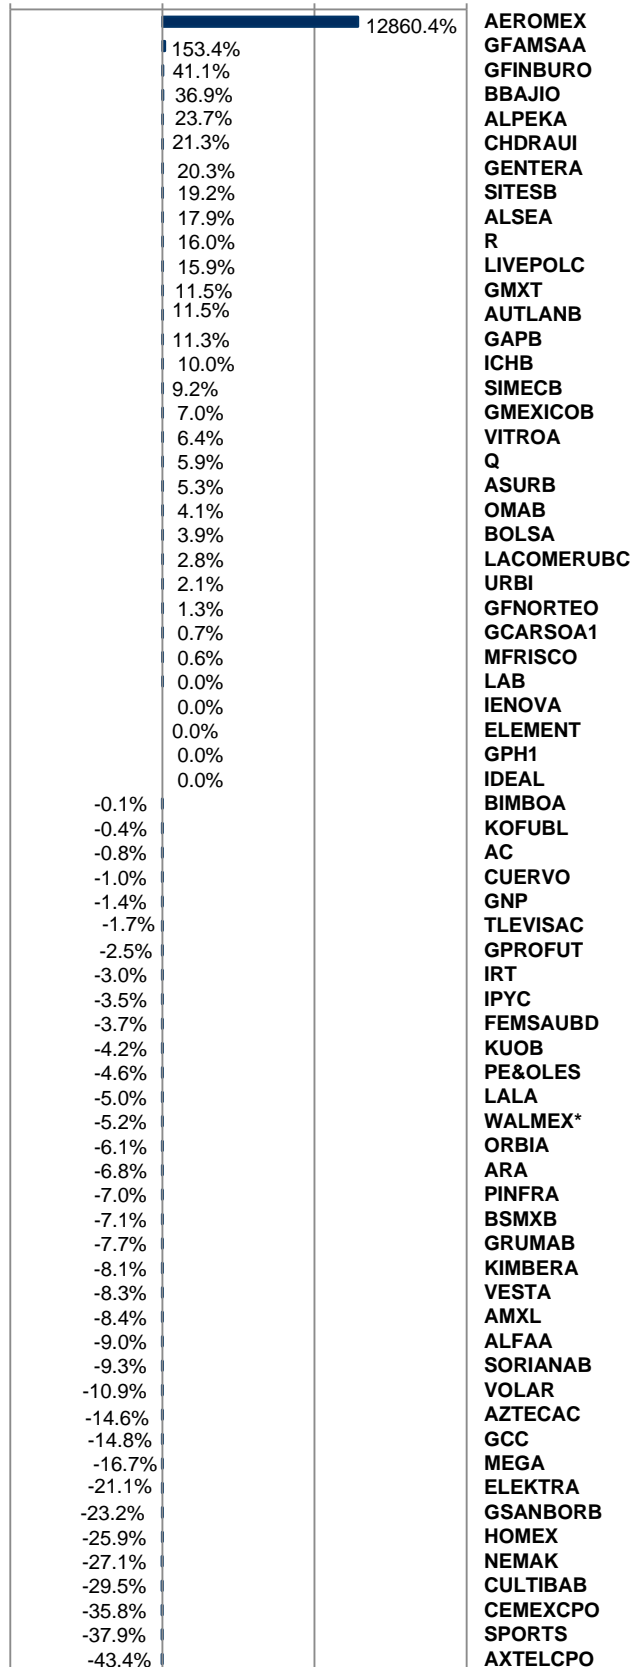 12860.4% AEROMEX
153.4% GFAMSAA
41.1% GFINBURO
36.9% BBAJIO
23.7% ALPEKA
21.3% CHDRAUI
20.3% GENTERA
19.2% SITESB
17.9% ALSEA
16.0% R
15.9% LIVEPOLC
11.5% GMXT
11.5% AUTLANB
11.3% GAPB
10.0% ICHB
9.2% SIMECB
7.0% GMEXICOB
6.4% VITROA
5.9% Q
5.3% ASURB
4.1% OMAB
3.9% BOLSA
2.8% LACOMERUBC
2.1% URBI
1.3% GFNORTEO
0.7% GCARSOA1
0.6% MFRISCO
0.0% LAB
0.0% IENOVA
0.0% ELEMENT
0.0% GPH1
0.0% IDEAL
-0.1% BIMBOA
-0.4% KOFUBL
-0.8% AC
-1.0% CUERVO
-1.4% GNP
-1.7% TLEVISAC
-2.5% GPROFUT
-3.0% IRT
-3.5% IPYC
-3.7% FEMSAUBD
-4.2% KUOB
-4.6% PE&OLES
-5.0% LALA
-5.2% WALMEX*
-6.1% ORBIA
-6.8% ARA
-7.0% PINFRA
-7.1% BSMXB
-7.7% GRUMAB
-8.1% KIMBERA
-8.3% VESTA
-8.4% AMXL
-9.0% ALFAA
-9.3% SORIANAB
-10.9% VOLAR
-14.6% AZTECAC
-14.8% GCC
-16.7% MEGA
-21.1% ELEKTRA
-23.2% GSANBORB
-25.9% HOMEX
-27.1% NEMAK
-29.5% CULTIBAB
-35.8% CEMEXCPO
-37.9% SPORTS
-43.4% AXTELCPO